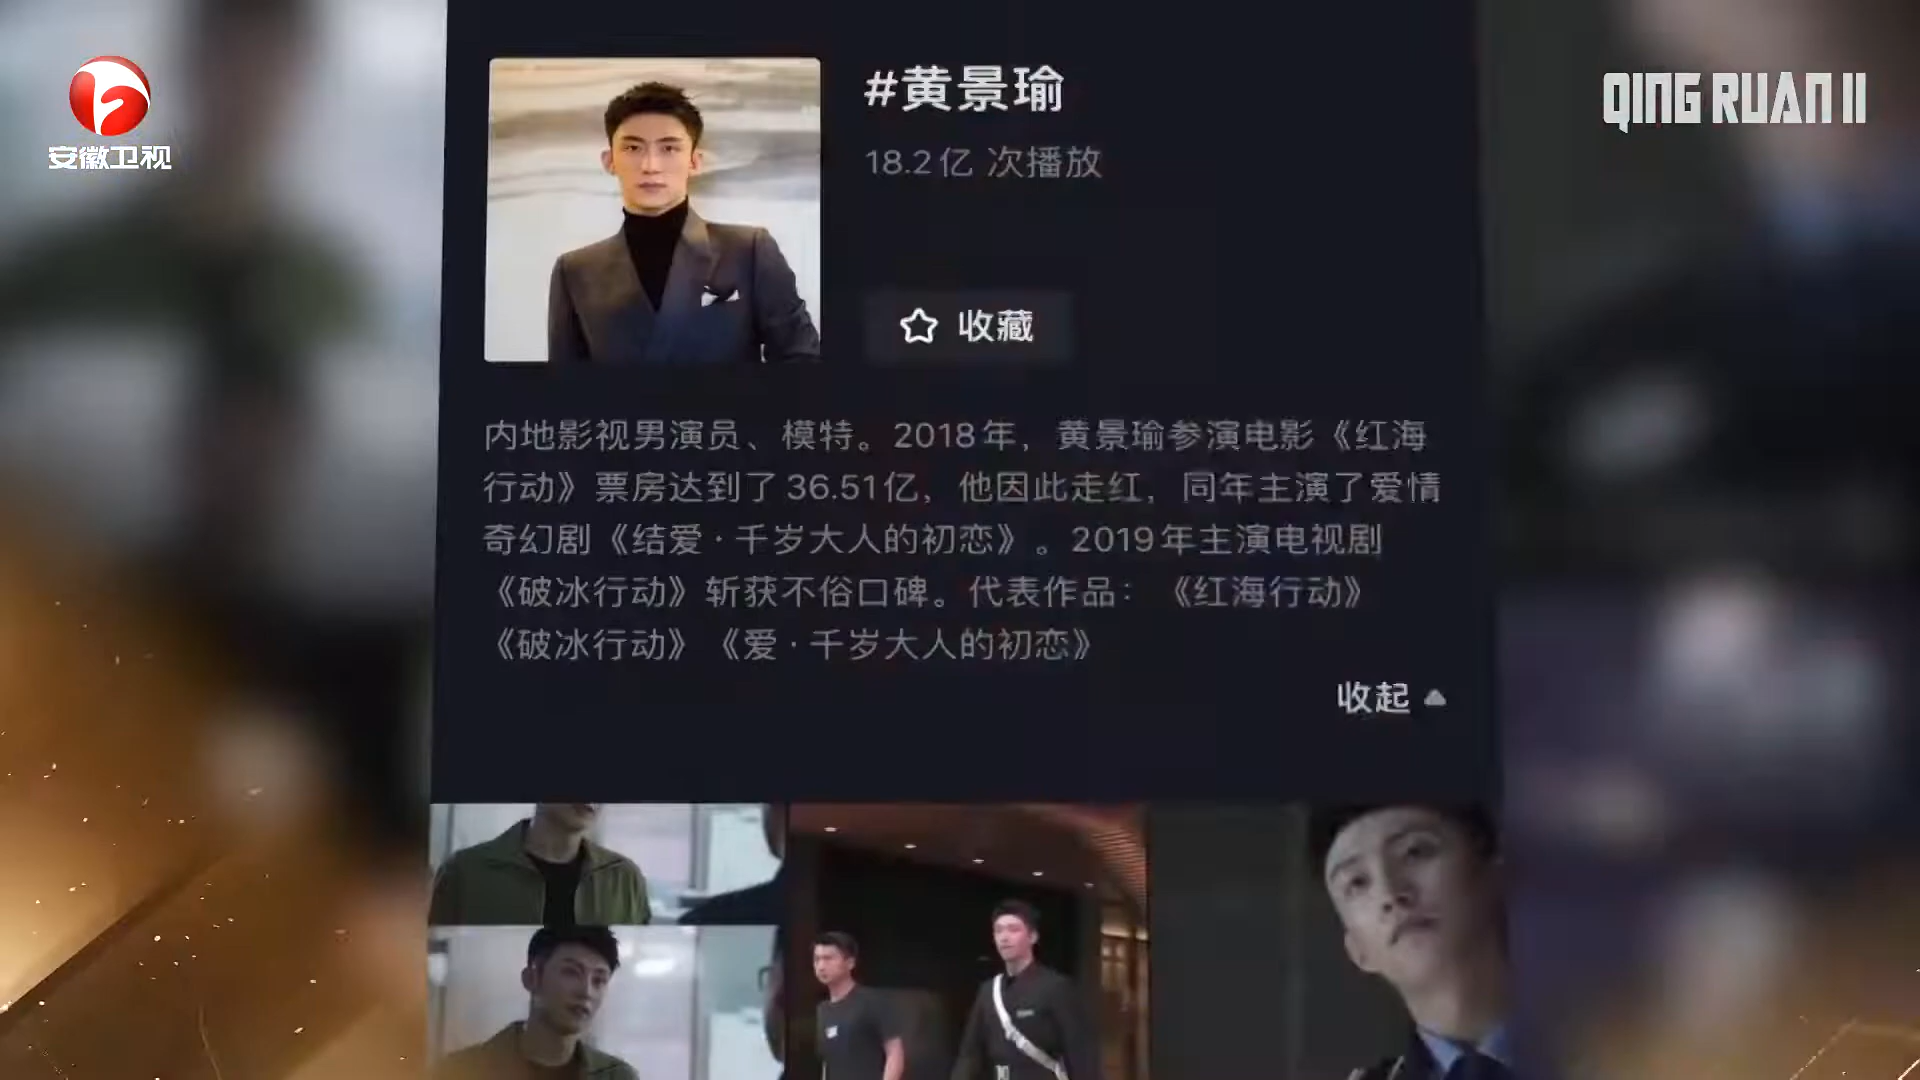 安徽卫视
QING RUAN II
#黄景瑜
18.2亿 次播放
收藏
内地影视男演员、模特。2018年，黄景瑜参演电影《红海
行动》票房达到了36.51亿，他因此走红，同年主演了爱情
奇幻剧《结爱·千岁大人的初恋》。2019年主演电视剧
《破冰行动》斩获不俗口碑。代表作品：《红海行动》
《破冰行动》《爱·千岁大人的初恋》
收起